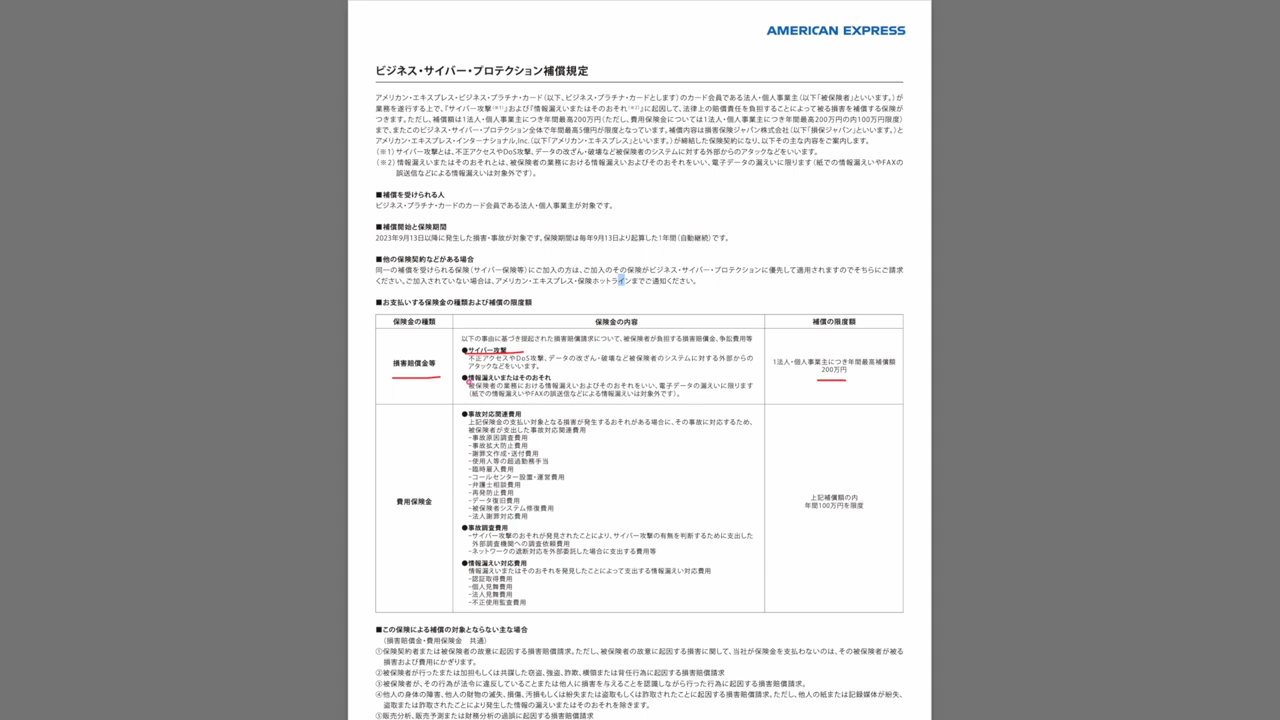 AMERICAN EXPRESS
ビジネス・サイバー・プロテクション補償規定
アメリカン・エキスプレス・ビジネス・プラチナ・カード（以下、ビジネス・プラチナ・カードとします）のカード会員である法人・個人事業主（以下「被保険者」といいます。）が
業務を遂行する上で、『サイバー攻撃（※1）』および『情報漏えいまたはそのおそれ（※2）』に起因して、法律上の賠償責任を負担することによって被る損害を補償する保険が
つきます。ただし、補償額は1法人・個人事業主につき年間最高200万円（ただし、費用保険金については1法人・個人事業主につき年間最高200万円の内100万円限度）
まで、またこのビジネス・サイバー・プロテクション全体で年間最高5億円が限度となっています。補償内容は損害保険ジャパン株式会社（以下「損保ジャパン」といいます。）と
アメリカン・エキスプレス・インターナショナル,Inc.（以下「アメリカン・エキスプレス」といいます。）が締結した保険契約になり、以下その主な内容をご案内します。
（※1）サイバー攻撃とは、不正アクセスやDoS攻撃、データの改ざん・破壊など被保険者のシステムに対する外部からのアタックなどをいいます。
（※2）情報漏えいまたはそのおそれとは、被保険者の業務における情報漏えいおよびそのおそれをいい、電子データの漏えいに限ります（紙での情報漏えいやFAXの
誤送信などによる情報漏えいは対象外です）。
■補償を受けられる人
ビジネス・プラチナ・カードのカード会員である法人・個人事業主が対象です。
■補償開始と保険期間
2023年9月13日以降に発生した損害・事故が対象です。保険期間は毎年9月13日より起算した1年間（自動継続）です。
■他の保険契約などがある場合
同一の補償を受けられる保険（サイバー保険等）にご加入の方は、ご加入のその保険がビジネス・サイバー・プロテクションに優先して適用されますのでそちらにご請求
ください。ご加入されていない場合は、アメリカン・エキスプレス・保険ホットラインまでご通知ください。
■お支払いする保険金の種類および補償の限度額
保険金の種類
保険金の内容
補償の限度額
損害賠償金等
以下の事由に基づき提起された損害賠償請求について、被保険者が負担する損害賠償金、争訟費用等
●サイバー攻撃
不正アクセスやDoS攻撃、データの改ざん・破壊など被保険者のシステムに対する外部からの
アタックなどをいいます。
●情報漏えいまたはそのおそれ
被保険者の業務における情報漏えいおよびそのおそれをいい、電子データの漏えいに限ります
（紙での情報漏えいやFAXの誤送信などによる情報漏えいは対象外です）。
1法人・個人事業主につき年間最高補償額
200万円
費用保険金
●事故対応関連費用
上記保険金の支払い対象となる損害が発生するおそれがある場合に、その事故に対応するため、
被保険者が支出した事故対応関連費用
－事故原因調査費用
－事故拡大防止費用
－謝罪文作成・送付費用
－使用人等の超過勤務手当
－臨時雇入費用
－コールセンター設置・運営費用
－弁護士相談費用
－再発防止費用
－データ復旧費用
－被保険者システム修復費用
－法人謝罪対応費用
●事故調査費用
－サイバー攻撃のおそれが発見されたことにより、サイバー攻撃の有無を判断するために支出した
外部調査機関への調査依頼費用
－ネットワークの遮断対応を外部委託した場合に支出する費用等
●情報漏えい対応費用
情報漏えいまたはそのおそれを発見したことによって支出する情報漏えい対応費用
－認証取得費用
－個人見舞費用
－法人見舞費用
－不正使用監査費用
上記補償額の内
年間100万円を限度
■この保険による補償の対象とならない主な場合
（損害賠償金・費用保険金　共通）
①保険契約者または被保険者の故意に起因する損害賠償請求。ただし、被保険者の故意に起因する損害に関して、当社が保険金を支払わないのは、その被保険者が被る
損害および費用にかぎります。
②被保険者が行ったまたは加担もしくは共謀した窃盗、強盗、詐欺、横領または背任行為に起因する損害賠償請求
③被保険者が、その行為が法令に違反していることまたは他人に損害を与えることを認識しながら行った行為に起因する損害賠償請求。
④他人の身体の障害、他人の財物の滅失、損傷、汚損もしくは紛失または盗取もしくは詐取されたことに起因する損害賠償請求。ただし、他人の紙または記録媒体が紛失、
盗取または詐取されたことにより発生した情報の漏えいまたはそのおそれを除きます。
⑤販売分析、販売予測または財務分析の過誤に起因する損害賠償請求